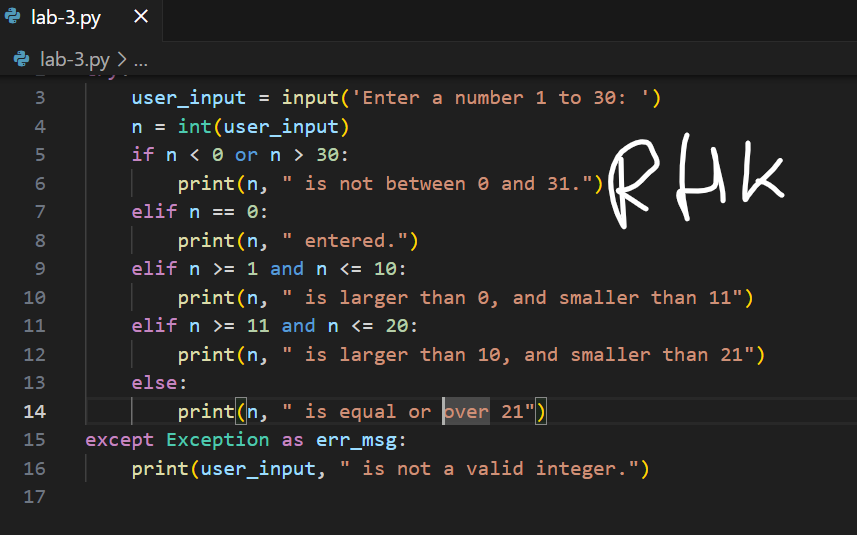 lab-3.py ×
lab-3.py > ...
3 user_input = input('Enter a number 1 to 30: ')
4 n = int(user_input)
5 if n < 0 or n > 30:
6 print(n, " is not between 0 and 31.")
RHK
7 elif n == 0:
8 print(n, " entered.")
9 elif n >= 1 and n <= 10:
10 print(n, " is larger than 0, and smaller than 11")
11 elif n >= 11 and n <= 20:
12 print(n, " is larger than 10, and smaller than 21")
13 else:
14 print(n, " is equal or over 21")
15 except Exception as err_msg:
16 print(user_input, " is not a valid integer.")
17